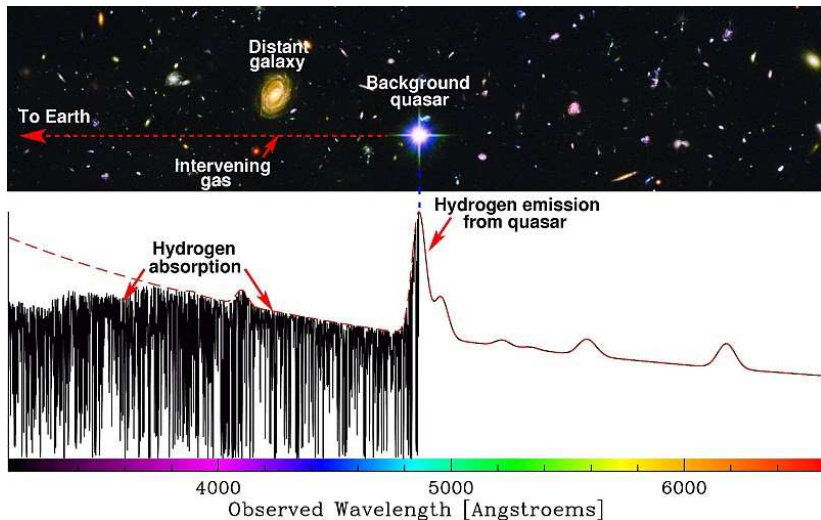 Distant
galaxy
Background
quasar
To Earth
Intervening
gas
Hydrogen emission
from quasar
Hydrogen
absorption
4000
5000
6000
Observed Wavelength [Angstroems]